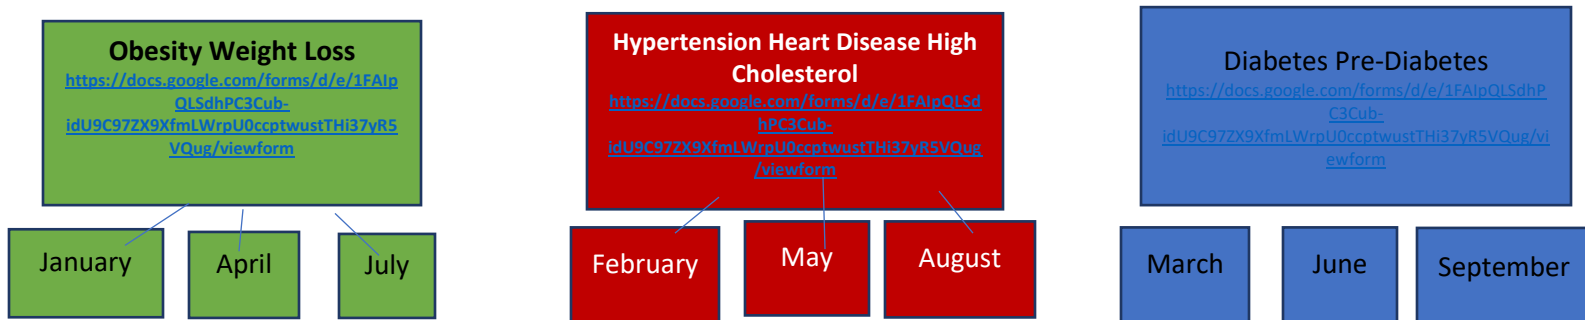 Obesity Weight Loss
https://docs.google.com/forms/d/e/1FAIp
QLSdhPC3Cub-
idU9C97ZX9XfmLWrpU0ccptwustTHi37yR5
VQug/viewform
Hypertension Heart Disease High
Cholesterol
https://docs.google.com/forms/d/e/1FAIpQLSd
hPC3Cub-
idU9C97ZX9XfmLWrpU0ccptwustTHi37yR5VQug
/viewform
Diabetes Pre-Diabetes
https://docs.google.com/forms/d/e/1FAIpQLSdhP
C3Cub-
idU9C97ZX9XfmLWrpU0ccptwustTHi37yR5VQug/vi
ewform
January
April
July
February
May
August
March
June
September